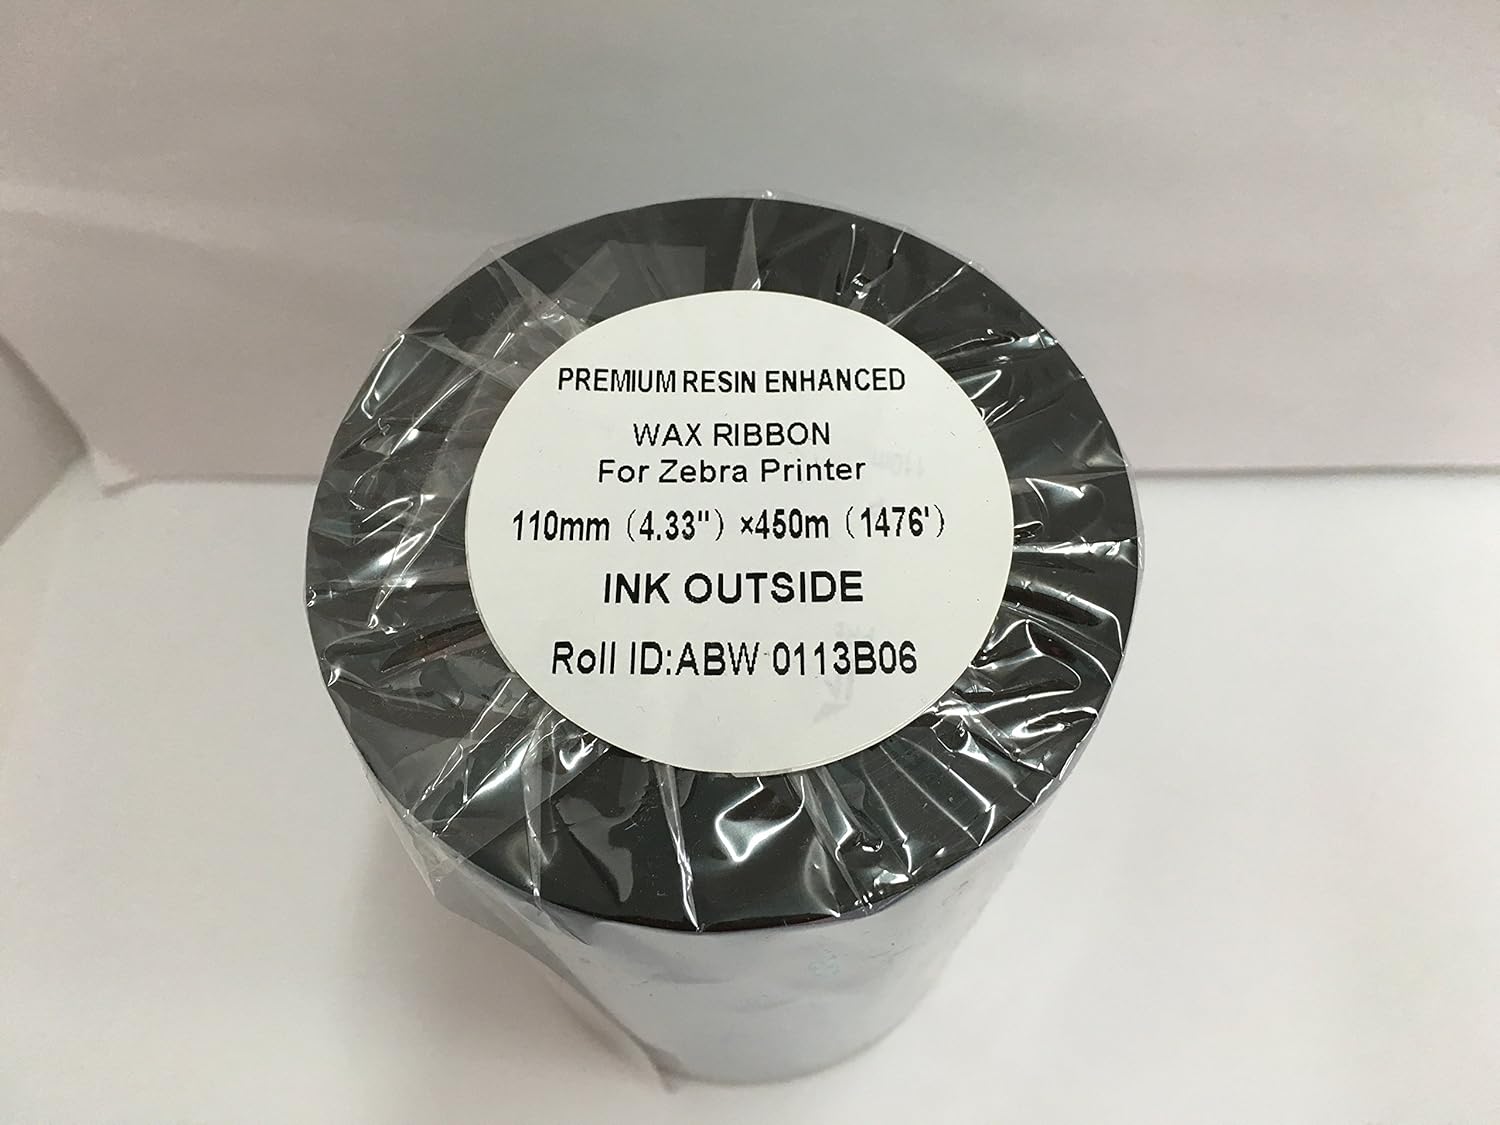 PREMIUM RESIN ENHANCED
WAX RIBBON
For Zebra Printer
110mm (4.33") ×450m (1476')
INK OUTSIDE
Roll ID:ABW 0113B06